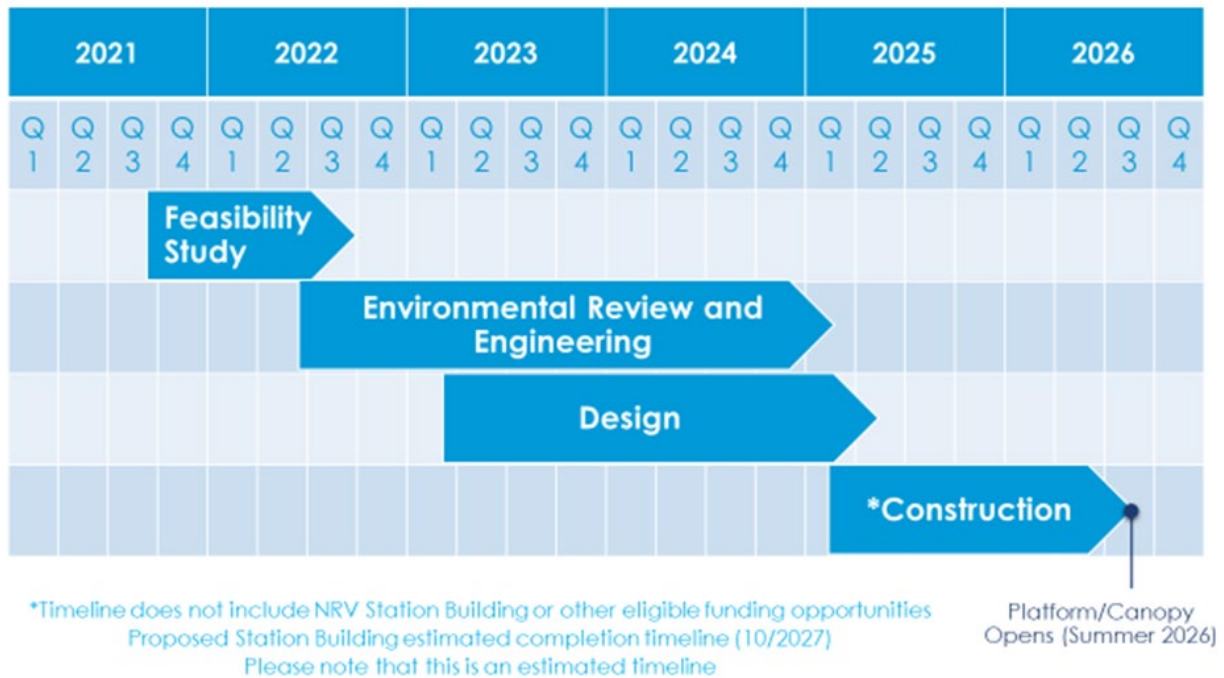 2021 2022 2023 2024 2025 2026
Q Q Q Q Q Q Q Q Q Q Q Q Q Q Q Q Q Q Q Q Q Q Q Q
1 2 3 4 1 2 3 4 1 2 3 4 1 2 3 4 1 2 3 4 1 2 3 4
Feasibility
Study
Environmental Review and
Engineering
Design
*Construction
*Timeline does not include NRV Station Building or other eligible funding opportunities
Proposed Station Building estimated completion timeline (10/2027)
Please note that this is an estimated timeline
Platform/Canopy
Opens (Summer 2026)